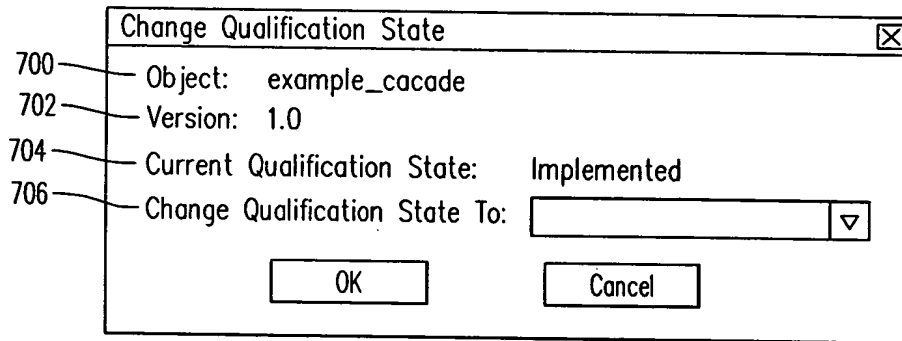 Change Qualification State
700 Object: example_cacade
702 Version: 1.0
704 Current Qualification State: Implemented
706 Change Qualification State To:
OK Cancel